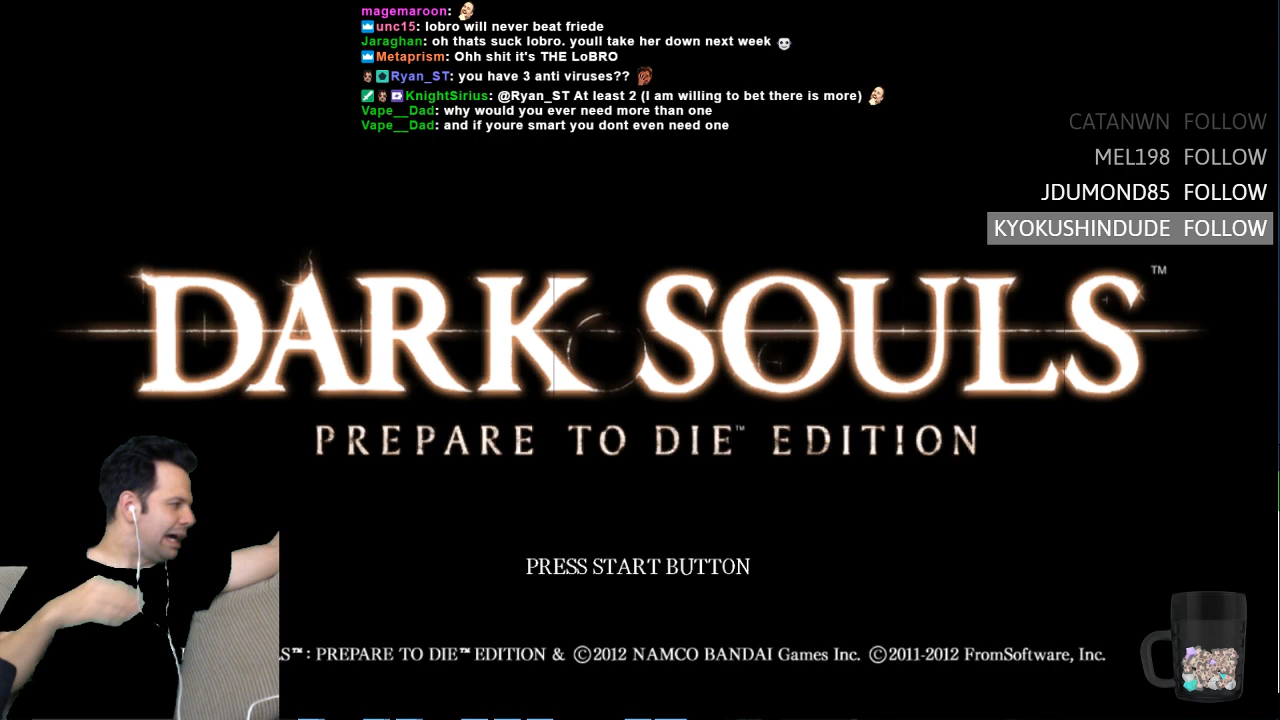 magemaroon:
unc15: lobro will never beat friede
Jaraghan: oh thats suck lobro. youll take her down next week
Metaprism: Ohh shit it's THE LoBRO
Ryan_ST: you have 3 anti viruses??
KnightSirius: @Ryan_ST At least 2 (I am willing to bet there is more)
Vape__Dad: why would you ever need more than one
Vape__Dad: and if youre smart you dont even need one
CATANWN FOLLOW
MEL198 FOLLOW
JDUMOND85 FOLLOW
KYOKUSHINDUDE FOLLOW
DARK SOULS™
PREPARE TO DIE™ EDITION
PRESS START BUTTON
S™: PREPARE TO DIE™ EDITION & ©2012 NAMCO BANDAI Games Inc. ©2011-2012 FromSoftware, Inc.